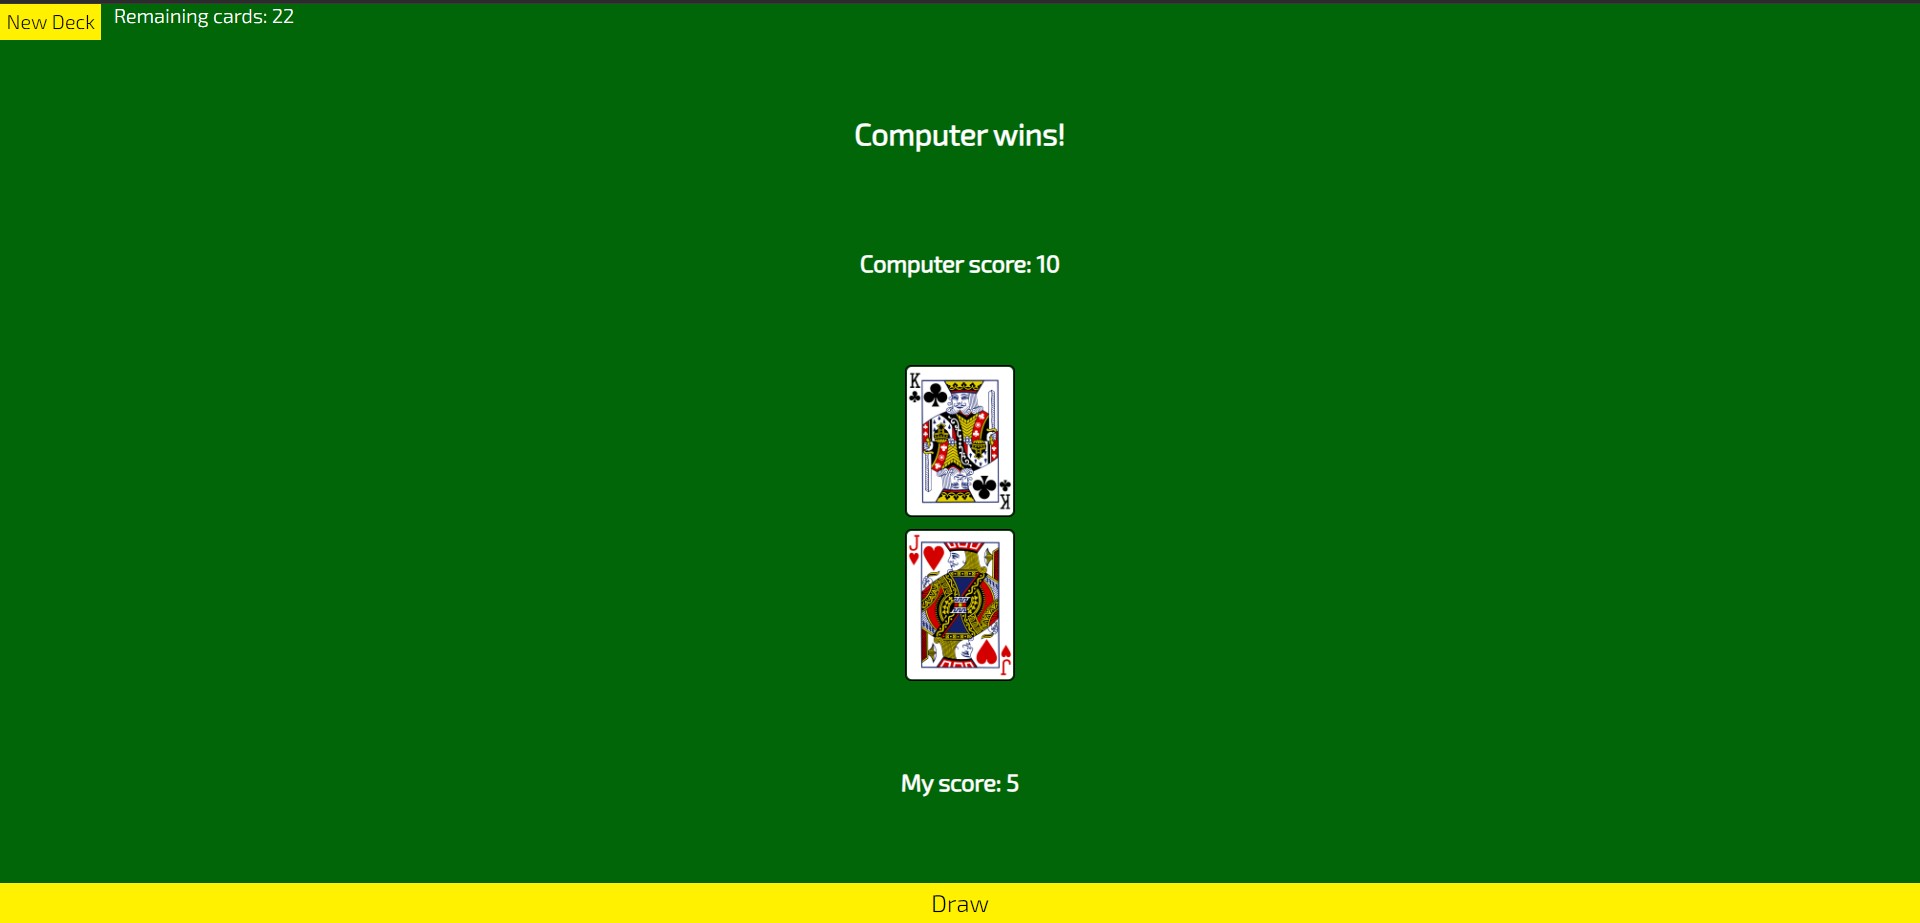 New Deck
Remaining cards: 22
Computer wins!
Computer score: 10
K
K
J
J
My score: 5
Draw